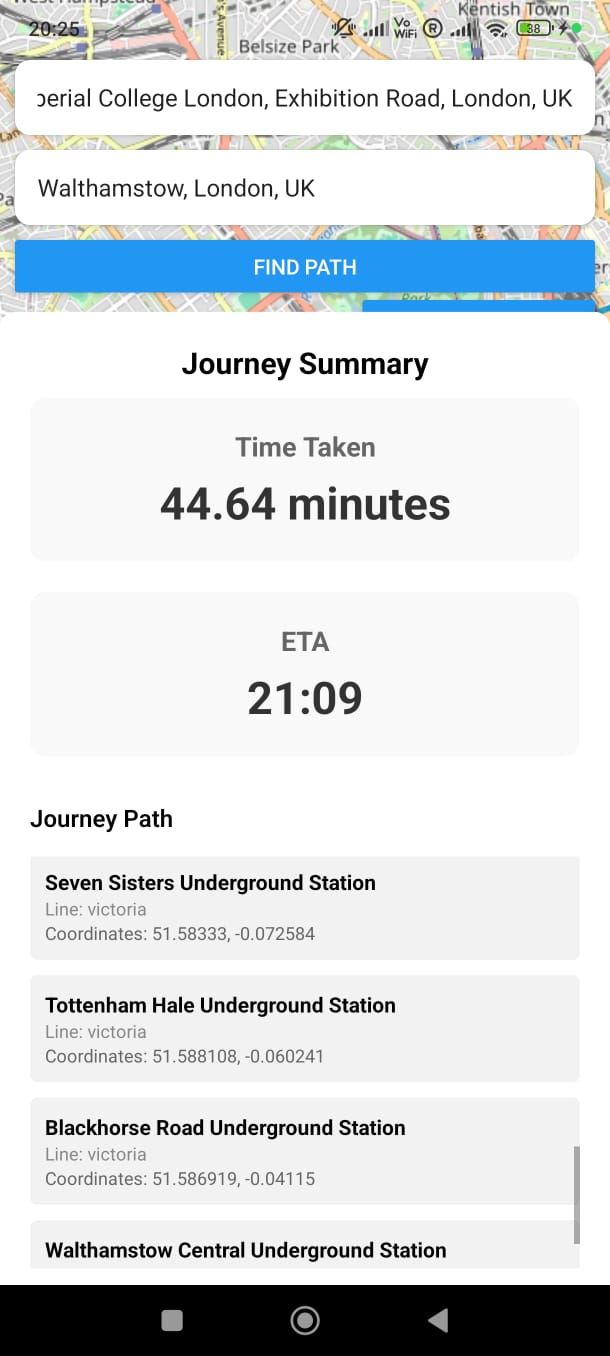 Kentish Town
20:25
Vo
WiFi
R
38
Belsize Park
perial College London, Exhibition Road, London, UK
Walthamstow, London, UK
FIND PATH
Park
Journey Summary
Time Taken
44.64 minutes
ETA
21:09
Journey Path
Seven Sisters Underground Station
Line: victoria
Coordinates: 51.58333, -0.072584
Tottenham Hale Underground Station
Line: victoria
Coordinates: 51.588108, -0.060241
Blackhorse Road Underground Station
Line: victoria
Coordinates: 51.586919, -0.04115
Walthamstow Central Underground Station